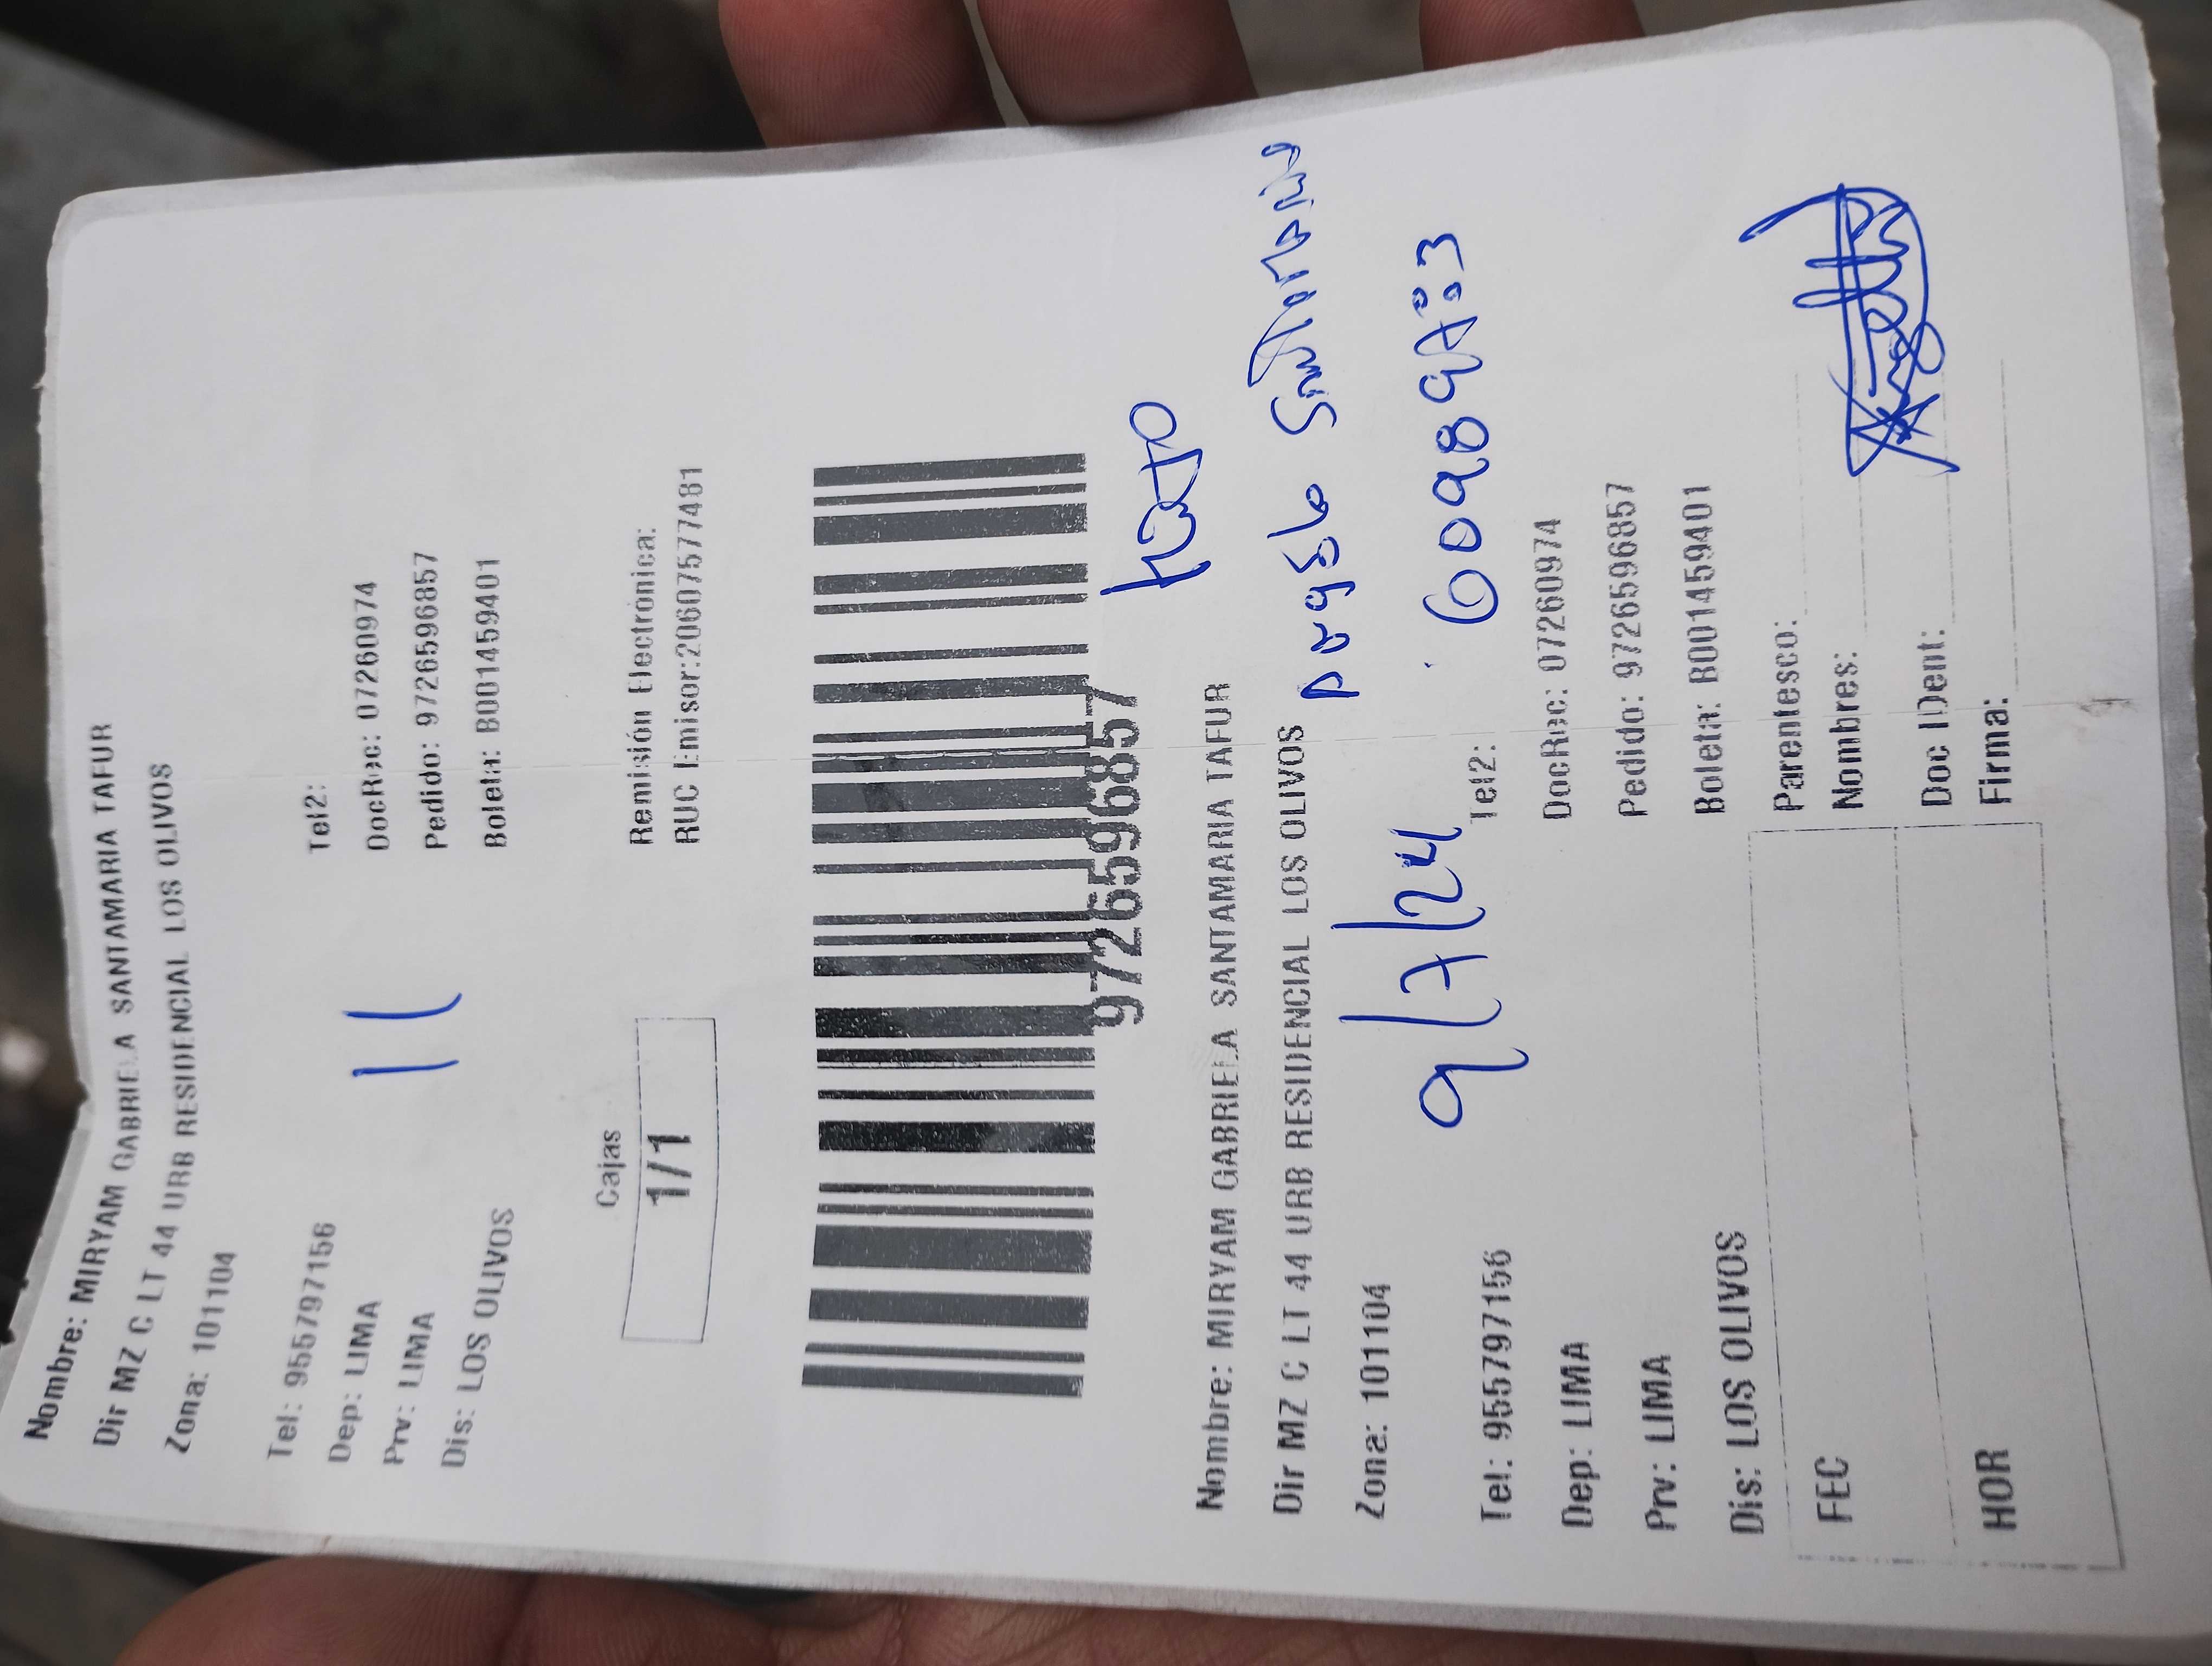 Nombre: MIRYAM GABRIELA SANTAMARIA TAFUR
Dir MZ C LT 44 URB RESIDENCIAL LOS OLIVOS
Zona: 101104
Tel: 955797156 Tel2:
Dep: LIMA DocRec: 07260974
Prv: LIMA Pedido: 9726596857
Dis: LOS OLIVOS Boleta: B001459401
11
Cajas Remisión Electrónica:
1/1 RUC Emisor:20607577481
9726596857
Nombre: MIRYAM GABRIELA SANTAMARIA TAFUR
Dir MZ C LT 44 URB RESIDENCIAL LOS OLIVOS
Zona: 101104
9/7/24
Tel: 955797156 Tel2:
Dep: LIMA DocRec: 07260974
Prv: LIMA Pedido: 9726596857
Dis: LOS OLIVOS Boleta: B001459401
Parentesco:
FEC Nombres:
Doc IDent:
HOR Firma: